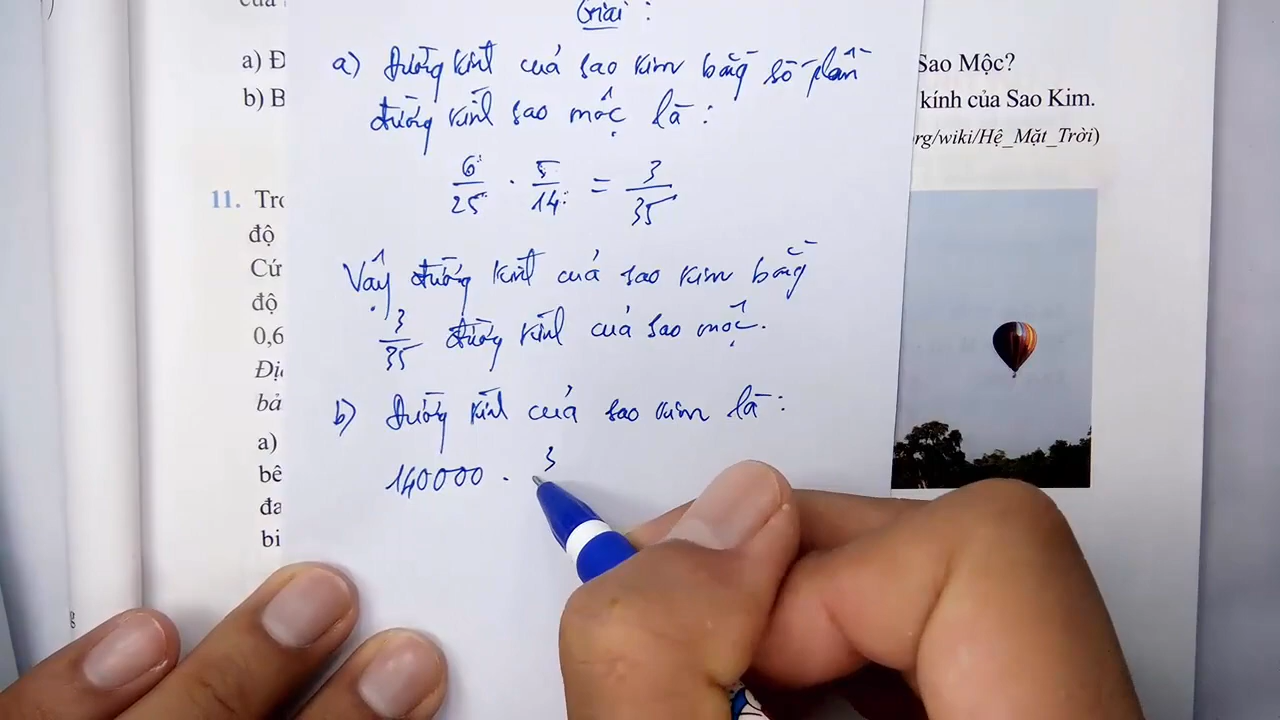 Giải :
a) Đ
a) Đường kính của sao kim bằng số phần
Sao Mộc?
b) B
đường kính sao mộc là :
kính của Sao Kim.
org/wiki/Hệ_Mặt_Trời)
6/25 . 5/14 = 3/35
11. Trc
độ
Cứ
độ
0,6
bả
a)
bê
đa
bi
Vậy đường kính của sao kim bằng
3/35 đường kính của sao mộc.
b) Đường kính của sao kim là :
140000 . 3